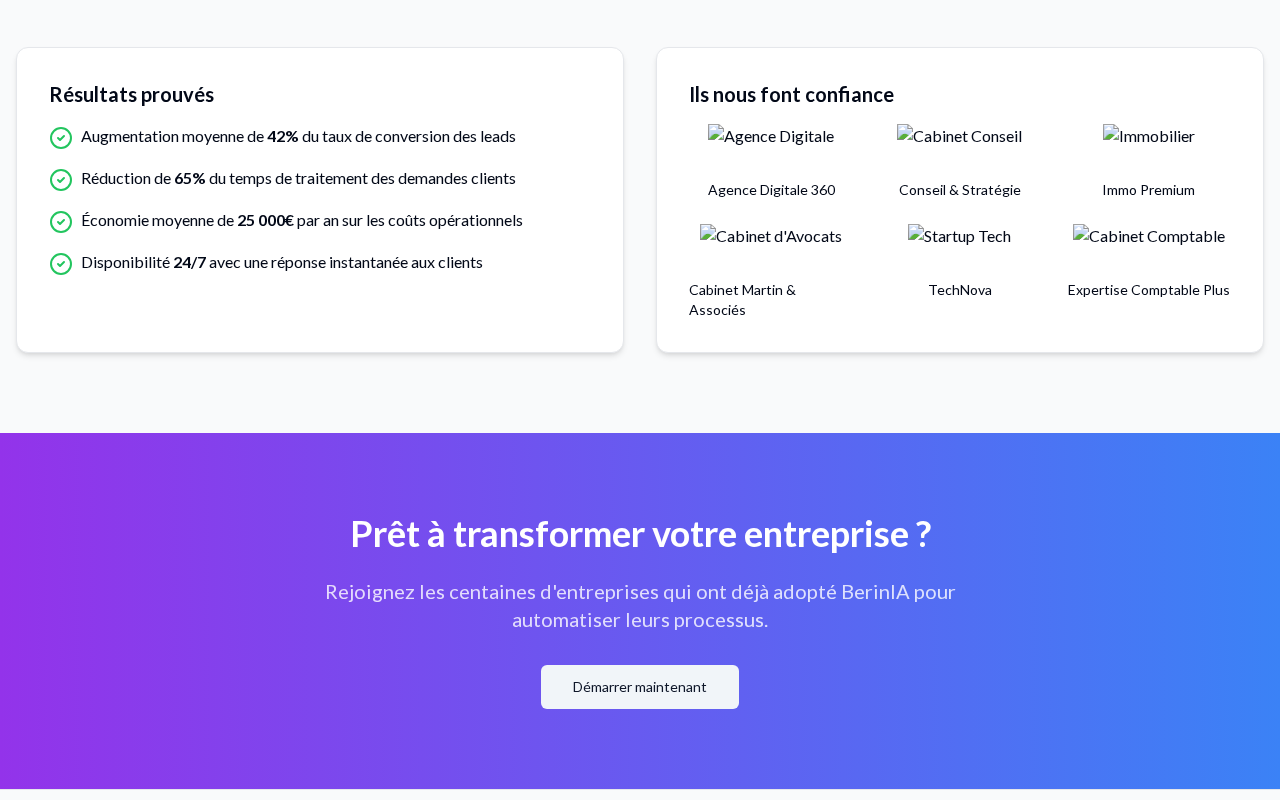 Résultats prouvés
Augmentation moyenne de 42% du taux de conversion des leads
Réduction de 65% du temps de traitement des demandes clients
Économie moyenne de 25 000€ par an sur les coûts opérationnels
Disponibilité 24/7 avec une réponse instantanée aux clients
Ils nous font confiance
Agence Digitale
Cabinet Conseil
Immobilier
Agence Digitale 360
Conseil & Stratégie
Immo Premium
Cabinet d'Avocats
Startup Tech
Cabinet Comptable
Cabinet Martin &
Associés
TechNova
Expertise Comptable Plus
Prêt à transformer votre entreprise ?
Rejoignez les centaines d'entreprises qui ont déjà adopté BerinIA pour
automatiser leurs processus.
Démarrer maintenant